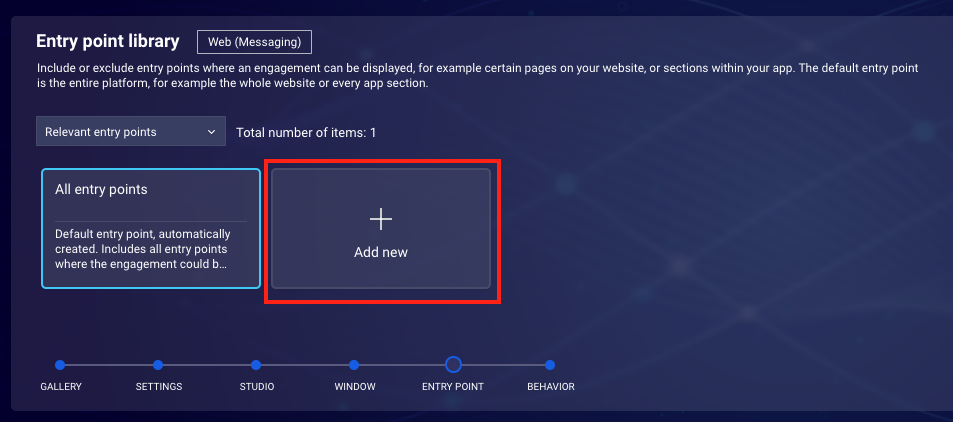 Entry point library
Web (Messaging)
Include or exclude entry points where an engagement can be displayed, for example certain pages on your website, or sections within your app. The default entry point
is the entire platform, for example the whole website or every app section.
Relevant entry points
Total number of items: 1
All entry points
Default entry point, automatically
created. Includes all entry points
where the engagement could b...
Add new
GALLERY
SETTINGS
STUDIO
WINDOW
ENTRY POINT
BEHAVIOR